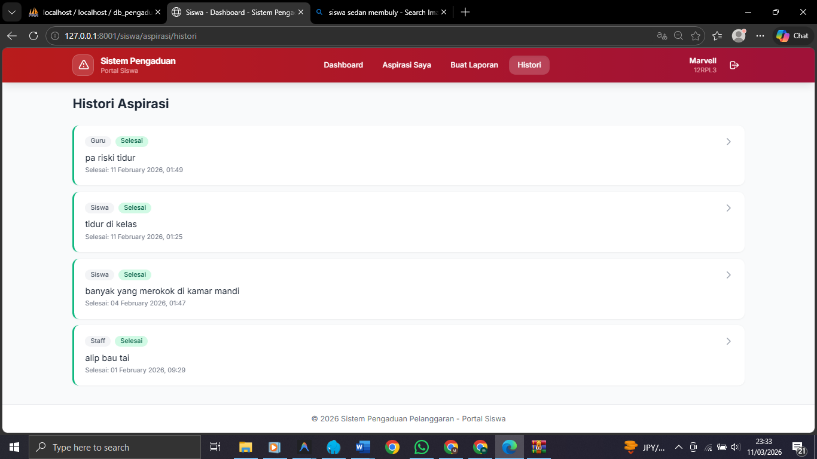 localhost / localhost / db_pengadu
Siswa - Dashboard - Sistem Penga
siswa sedan membuly - Search Im
127.0.0.1:8001/siswa/aspirasi/histori
Chat
Sistem Pengaduan
Portal Siswa
Dashboard
Aspirasi Saya
Buat Laporan
Histori
Marvell
12RPL3
Histori Aspirasi
Guru Selesai
pa riski tidur
Selesai: 11 February 2026, 01:49
Siswa Selesai
tidur di kelas
Selesai: 11 February 2026, 01:25
Siswa Selesai
banyak yang merokok di kamar mandi
Selesai: 04 February 2026, 01:47
Staff Selesai
alip bau tai
Selesai: 01 February 2026, 09:29
© 2026 Sistem Pengaduan Pelanggaran - Portal Siswa
Type here to search
JPY/...
23:33
11/03/2026
21